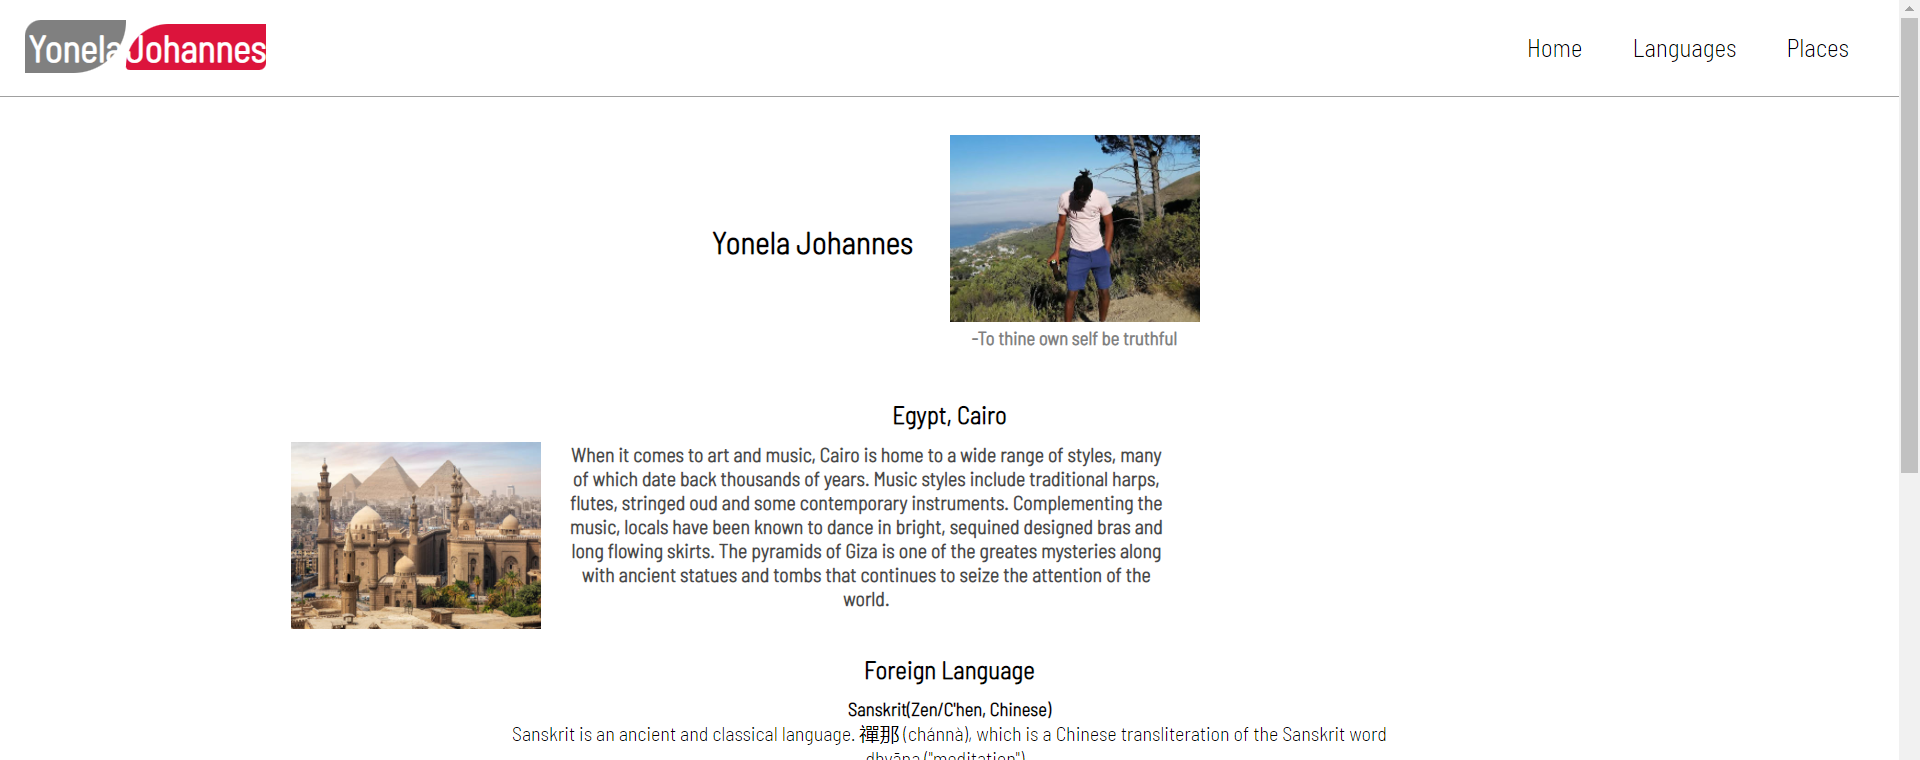 Yonela Johannes
Home Languages Places
Yonela Johannes
-To thine own self be truthful
Egypt, Cairo
When it comes to art and music, Cairo is home to a wide range of styles, many
of which date back thousands of years. Music styles include traditional harps,
flutes, stringed oud and some contemporary instruments. Complementing the
music, locals have been known to dance in bright, sequined designed bras and
long flowing skirts. The pyramids of Giza is one of the greates mysteries along
with ancient statues and tombs that continues to seize the attention of the
world.
Foreign Language
Sanskrit(Zen/C'hen, Chinese)
Sanskrit is an ancient and classical language. 禪那 (chánnà), which is a Chinese transliteration of the Sanskrit word
dhyāna ("meditation")